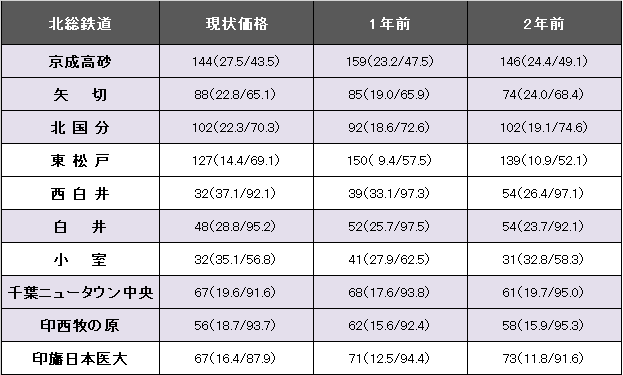 北総鉄道 現状価格 1年前 2年前
京成高砂 144(27.5/43.5) 159(23.2/47.5) 146(24.4/49.1)
矢 切 88(22.8/65.1) 85(19.0/65.9) 74(24.0/68.4)
北国分 102(22.3/70.3) 92(18.6/72.6) 102(19.1/74.6)
東松戸 127(14.4/69.1) 150( 9.4/57.5) 139(10.9/52.1)
西白井 32(37.1/92.1) 39(33.1/97.3) 54(26.4/97.1)
白 井 48(28.8/95.2) 52(25.7/97.5) 54(23.7/92.1)
小 室 32(35.1/56.8) 41(27.9/62.5) 31(32.8/58.3)
千葉ニュータウン中央 67(19.6/91.6) 68(17.6/93.8) 61(19.7/95.0)
印西牧の原 56(18.7/93.7) 62(15.6/92.4) 58(15.9/95.3)
印旛日本医大 67(16.4/87.9) 71(12.5/94.4) 73(11.8/91.6)